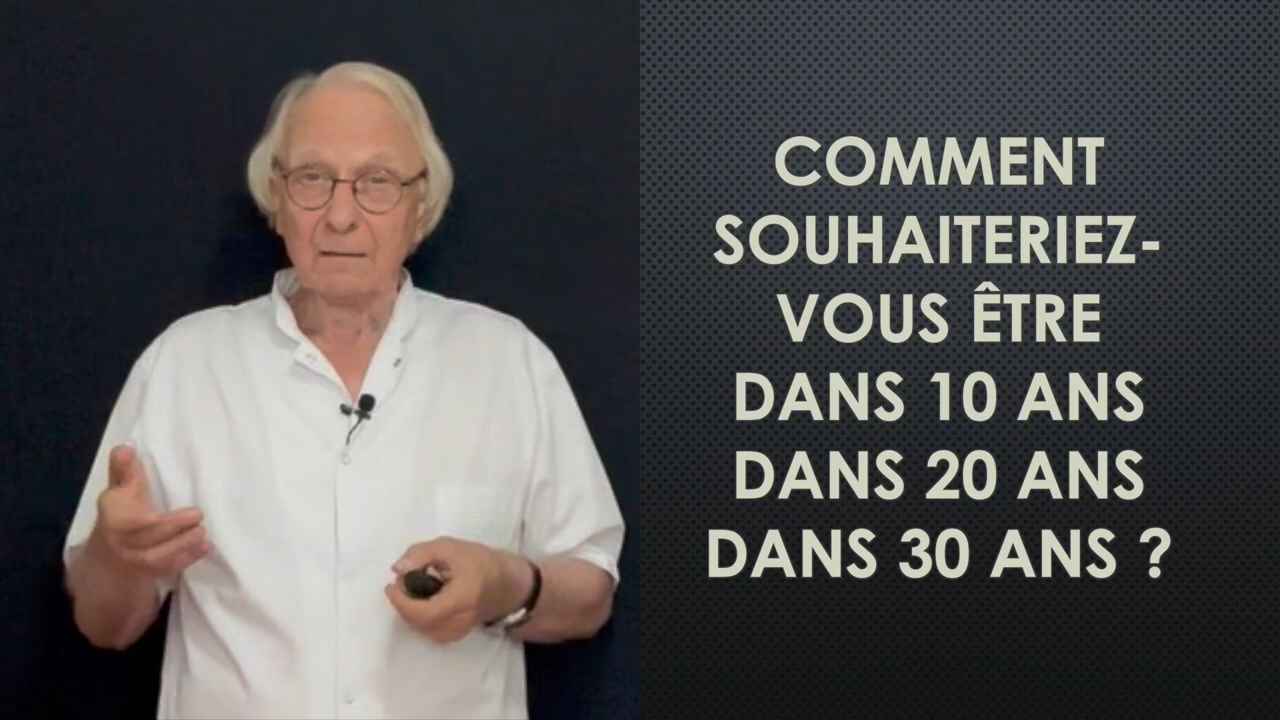 COMMENT
SOUHAITERIEZ-
VOUS ÊTRE
DANS 10 ANS
DANS 20 ANS
DANS 30 ANS ?